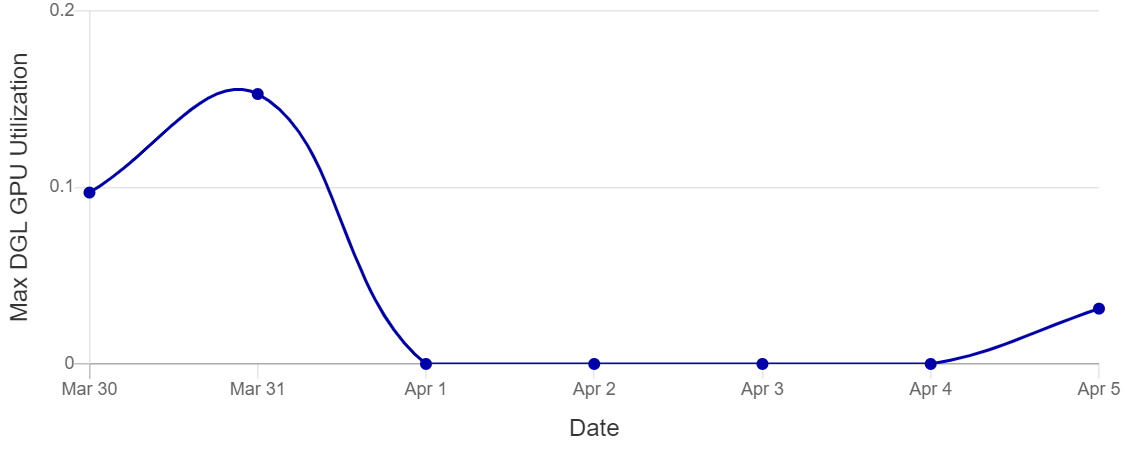 Max DGL GPU Utilization
0.2
0.1
0
Mar 30
Mar 31
Apr 1
Apr 2
Apr 3
Apr 4
Apr 5
Date